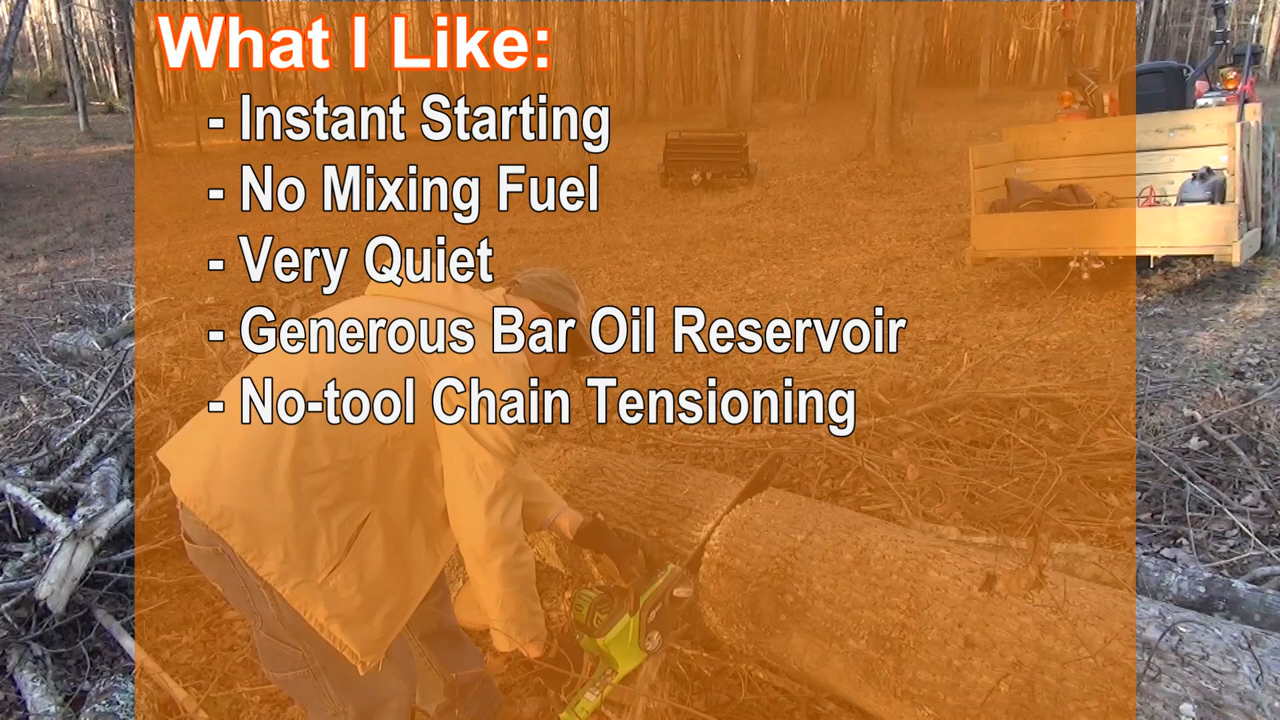 What I Like:
- Instant Starting
- No Mixing Fuel
- Very Quiet
- Generous Bar Oil Reservoir
- No-tool Chain Tensioning